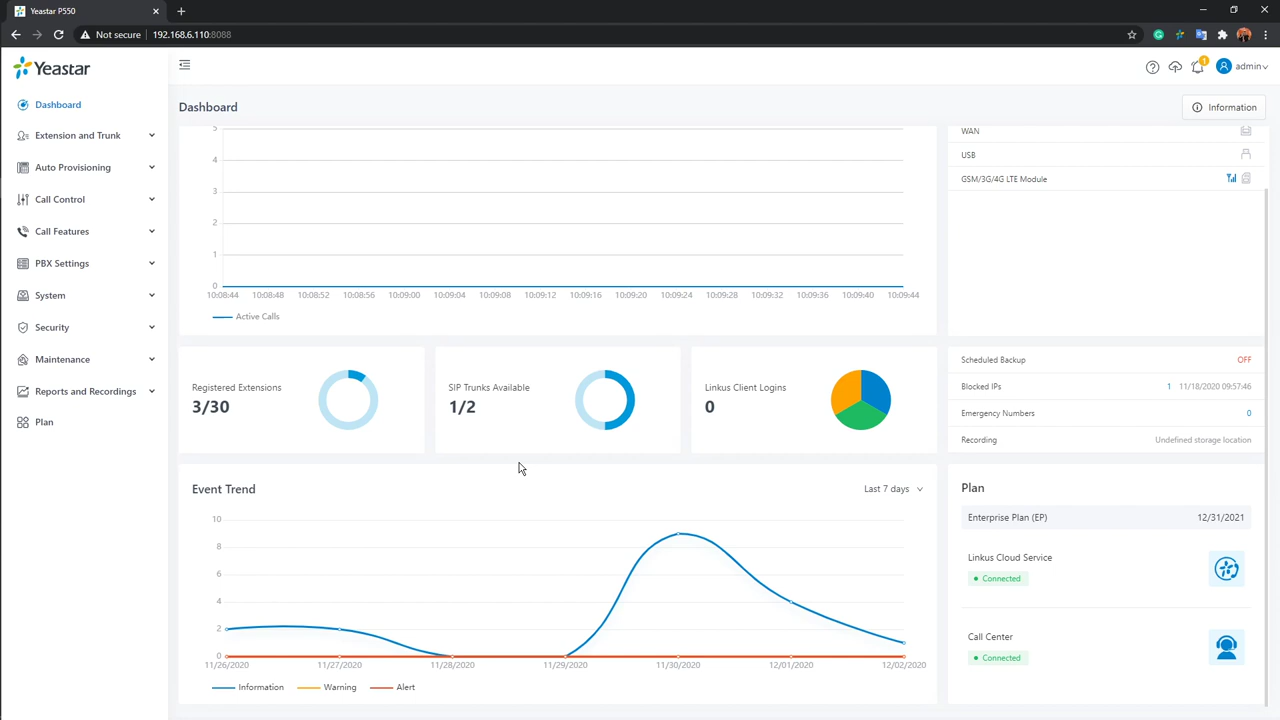 Yeastar P550
Not secure 192.168.6.110:8088
Yeastar
1
admin
Dashboard
Extension and Trunk
Auto Provisioning
Call Control
Call Features
PBX Settings
System
Security
Maintenance
Reports and Recordings
Plan
Dashboard
Information
5
4
3
2
1
0
10:08:44 10:08:48 10:08:52 10:08:56 10:09:00 10:09:04 10:09:08 10:09:12 10:09:16 10:09:20 10:09:24 10:09:28 10:09:32 10:09:36 10:09:40 10:09:44
Active Calls
WAN
USB
GSM/3G/4G LTE Module
Registered Extensions
3/30
SIP Trunks Available
1/2
Linkus Client Logins
0
Scheduled Backup OFF
Blocked IPs 1 11/18/2020 09:57:46
Emergency Numbers 0
Recording Undefined storage location
Event Trend
Last 7 days
10
8
6
4
2
0
11/26/2020 11/27/2020 11/28/2020 11/29/2020 11/30/2020 12/01/2020 12/02/2020
Information Warning Alert
Plan
Enterprise Plan (EP) 12/31/2021
Linkus Cloud Service
Connected
Call Center
Connected